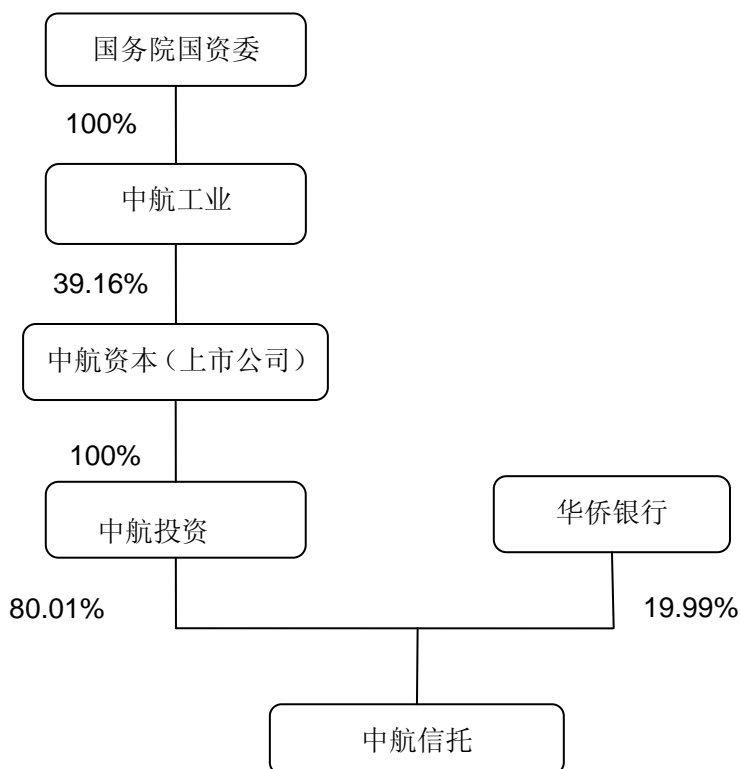 国务院国资委
100%
中航工业
39.16%
中航资本（上市公司）
100%
中航投资
华侨银行
80.01%
19.99%
中航信托